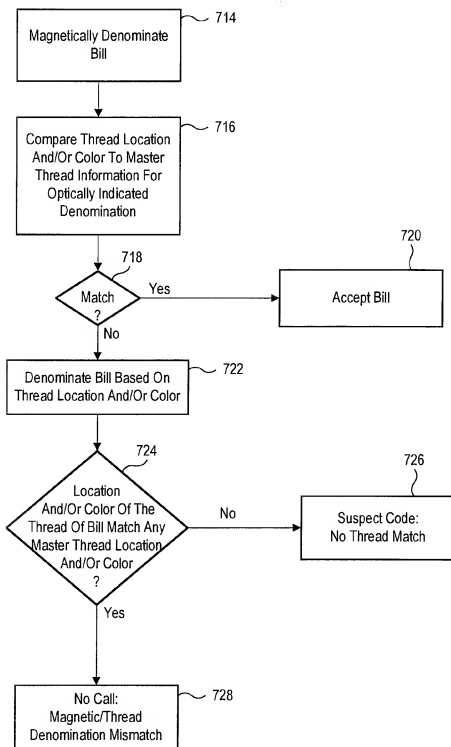 714
Magnetically Denominate
Bill
716
Compare Thread Location
And/Or Color To Master
Thread Information For
Optically Indicated
Denomination
718
Match
?
Yes
No
720
Accept Bill
722
Denominate Bill Based On
Thread Location And/Or Color
724
Location
And/Or Color Of The
Thread Of Bill Match Any
Master Thread Location
And/Or Color
?
No
Yes
726
Suspect Code:
No Thread Match
728
No Call:
Magnetic/Thread
Denomination Mismatch